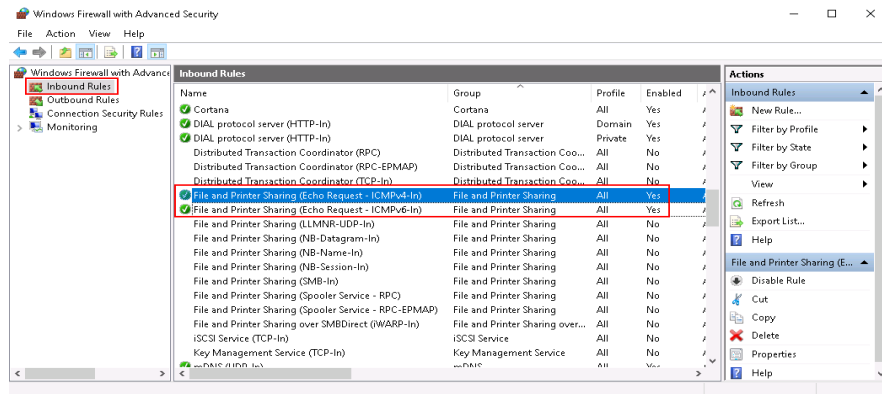 Windows Firewall with Advanced Security
File Action View Help
Windows Firewall with Advance
Inbound Rules
Outbound Rules
Connection Security Rules
Monitoring
Inbound Rules
Name Group Profile Enabled
Cortana Cortana All Yes
DIAL protocol server (HTTP-In) DIAL protocol server Domain Yes
DIAL protocol server (HTTP-In) DIAL protocol server Private Yes
Distributed Transaction Coordinator (RPC) Distributed Transaction Coo... All No
Distributed Transaction Coordinator (RPC-EPMAP) Distributed Transaction Coo... All No
Distributed Transaction Coordinator (TCP-In) Distributed Transaction Coo... All No
File and Printer Sharing (Echo Request - ICMPv4-In) File and Printer Sharing All Yes
File and Printer Sharing (Echo Request - ICMPv6-In) File and Printer Sharing All Yes
File and Printer Sharing (LLMNR-UDP-In) File and Printer Sharing All No
File and Printer Sharing (NB-Datagram-In) File and Printer Sharing All No
File and Printer Sharing (NB-Name-In) File and Printer Sharing All No
File and Printer Sharing (NB-Session-In) File and Printer Sharing All No
File and Printer Sharing (SMB-In) File and Printer Sharing All No
File and Printer Sharing (Spooler Service - RPC) File and Printer Sharing All No
File and Printer Sharing (Spooler Service - RPC-EPMAP) File and Printer Sharing All No
File and Printer Sharing over SMBDirect (iWARP-In) File and Printer Sharing over... All No
iSCSI Service (TCP-In) iSCSI Service All No
Key Management Service (TCP-In) Key Management Service All No
mDNS (UDP-In) mDNS All Yes
Actions
Inbound Rules
New Rule...
Filter by Profile
Filter by State
Filter by Group
View
Refresh
Export List...
Help
File and Printer Sharing (E...
Disable Rule
Cut
Copy
Delete
Properties
Help